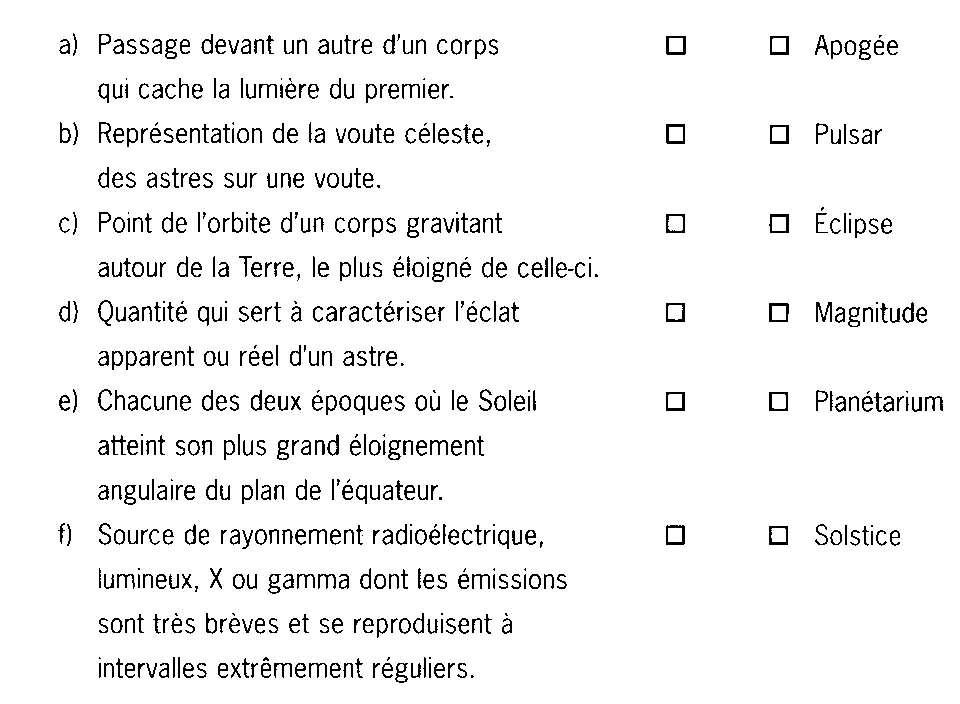 a) Passage devant un autre d'un corps ☐ ☐ Apogée
qui cache la lumière du premier.
b) Représentation de la voute céleste, ☐ ☐ Pulsar
des astres sur une voute.
c) Point de l'orbite d'un corps gravitant ☐ ☐ Éclipse
autour de la Terre, le plus éloigné de celle-ci.
d) Quantité qui sert à caractériser l'éclat ☐ ☐ Magnitude
apparent ou réel d'un astre.
e) Chacune des deux époques où le Soleil ☐ ☐ Planétarium
atteint son plus grand éloignement
angulaire du plan de l'équateur.
f) Source de rayonnement radioélectrique, ☐ ☐ Solstice
lumineux, X ou gamma dont les émissions
sont très brèves et se reproduisent à
intervalles extrêmement réguliers.